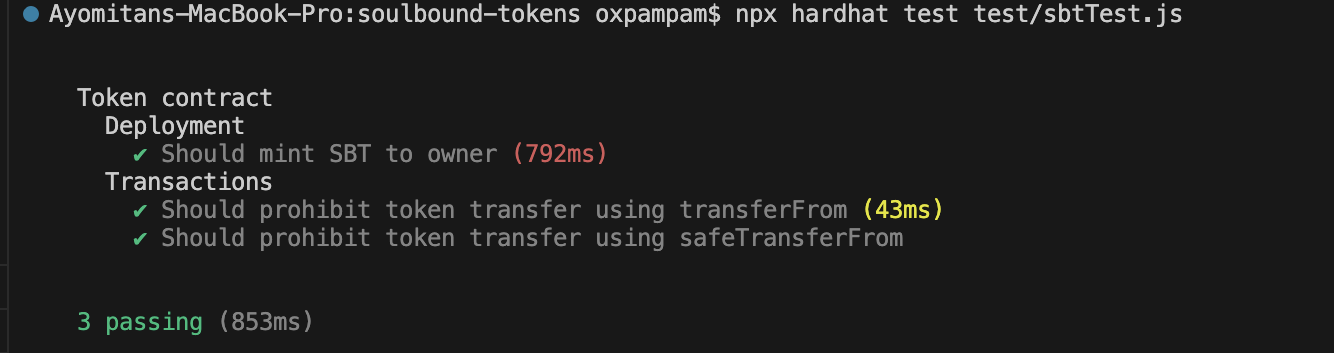 Ayomitans-MacBook-Pro:soulbound-tokens oxpampam$ npx hardhat test test/sbtTest.js
Token contract
Deployment
✔ Should mint SBT to owner (792ms)
Transactions
✔ Should prohibit token transfer using transferFrom (43ms)
✔ Should prohibit token transfer using safeTransferFrom
3 passing (853ms)